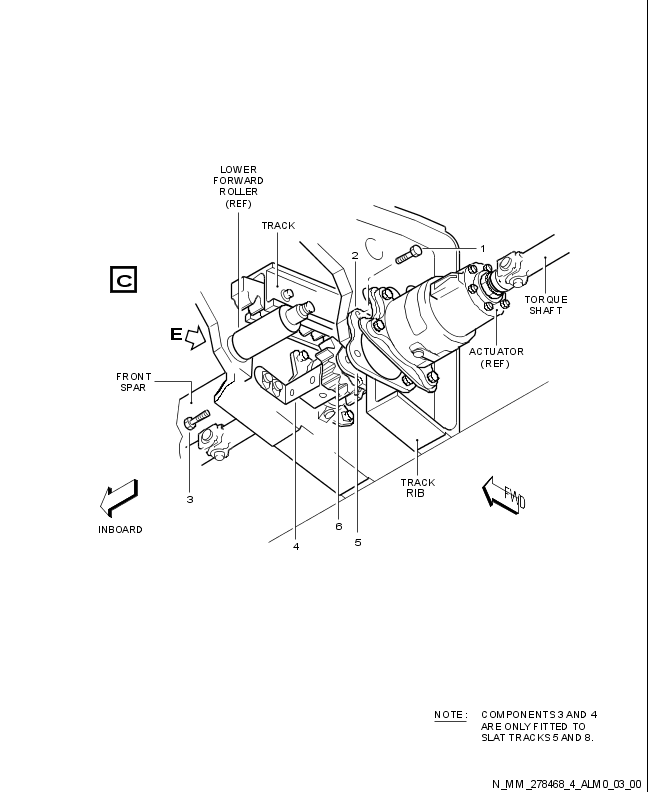 LOWER
FORWARD
ROLLER
(REF)
TRACK
2
1
C
TORQUE
SHAFT
E
ACTUATOR
(REF)
FRONT
SPAR
TRACK
RIB
3
FWD
INBOARD
6
4
5
NOTE: COMPONENTS 3 AND 4
ARE ONLY FITTED TO
SLAT TRACKS 5 AND 8.
N_MM_278468_4_ALM0_03_00